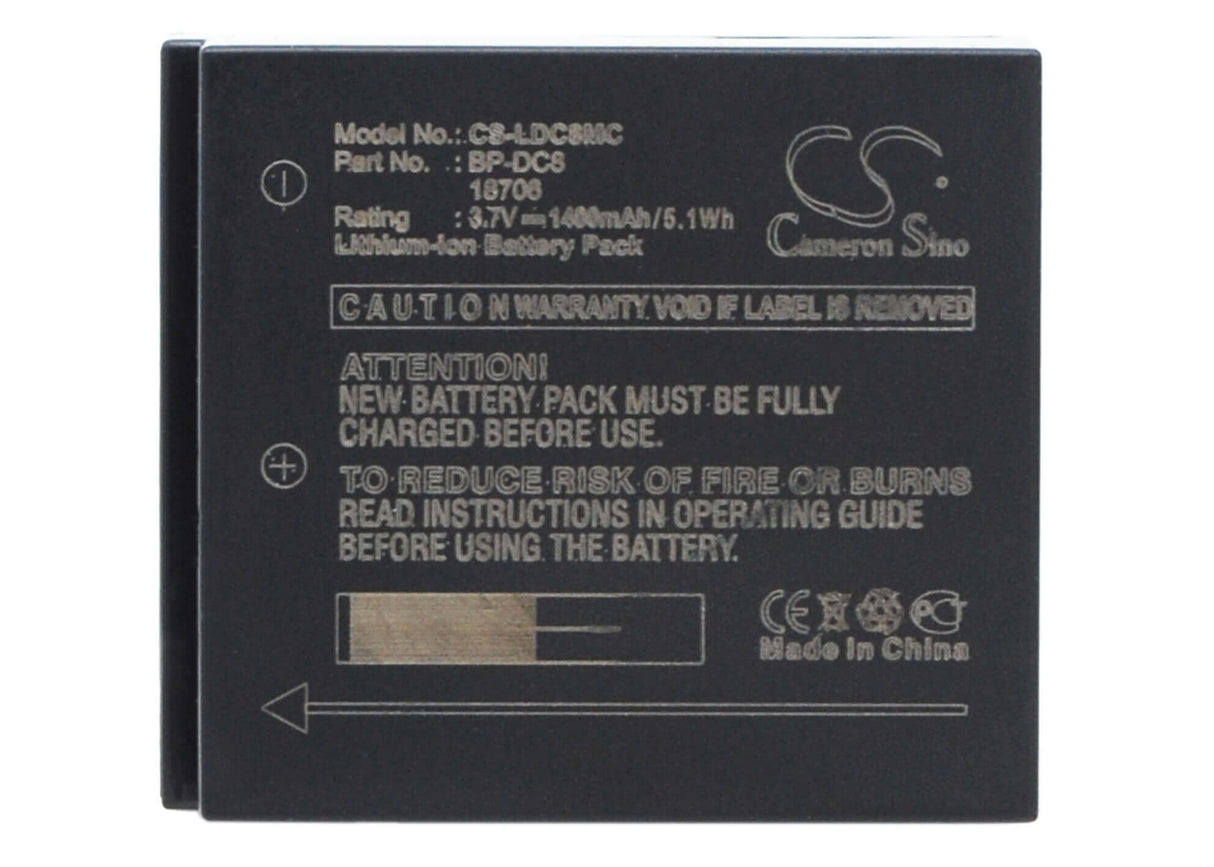 Model No.: CS-LDC8MC
Part No. : BP-DC8
18706
Rating : 3.7V⎓1400mAh/5.1Wh
Lithium-ion Battery Pack
CS
Cameron Sino
CAUTION WARRANTY VOID IF LABEL IS REMOVED
ATTENTION!
NEW BATTERY PACK MUST BE FULLY
CHARGED BEFORE USE.
+
TO REDUCE RISK OF FIRE OR BURNS
READ INSTRUCTIONS IN OPERATING GUIDE
BEFORE USING THE BATTERY.
CE PCT
Made in China